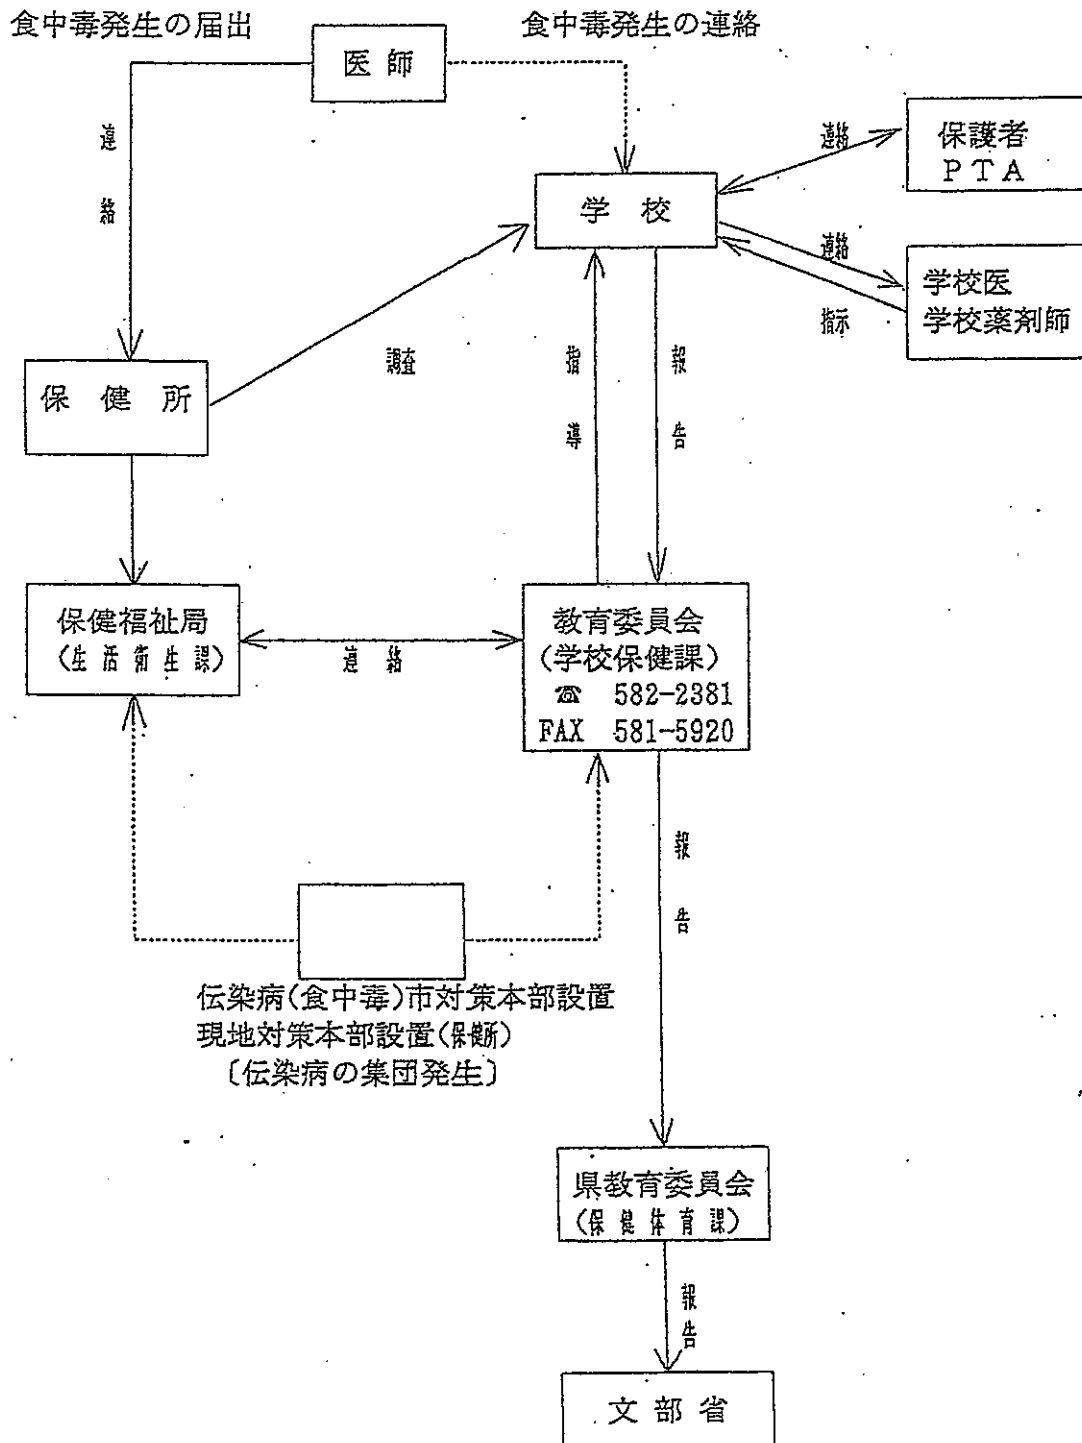 食中毒発生の届出
食中毒発生の連絡
医師
連絡
保護者
PTA
連絡
学校
連絡
指示
学校医
学校薬剤師
保健所
調査
指導
報告
保健福祉局
(生活衛生課)
連絡
教育委員会
(学校保健課)
☎ 582-2381
FAX 581-5920
報告
伝染病(食中毒)市対策本部設置
現地対策本部設置(保健所)
〔伝染病の集団発生〕
県教育委員会
(保健体育課)
報告
文部省